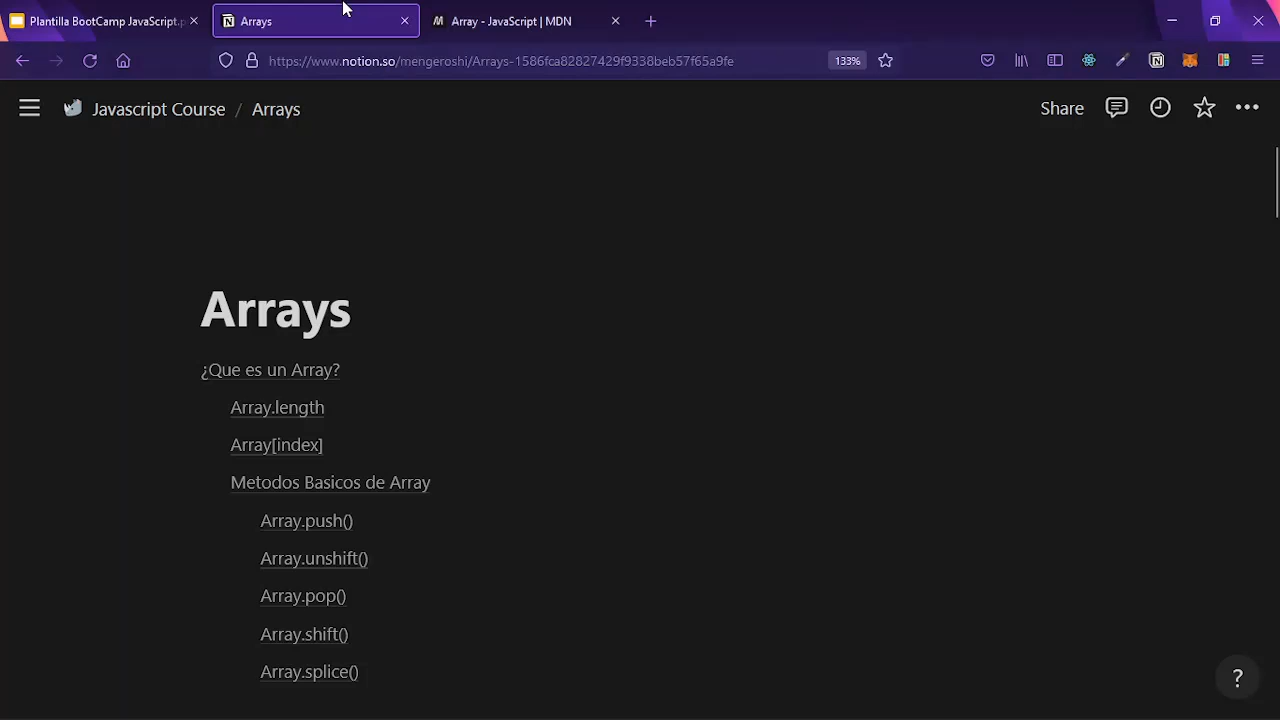 Plantilla BootCamp JavaScript.p
Arrays
Array - JavaScript | MDN
https://www.notion.so/mengeroshi/Arrays-1586fca82827429f9338beb57f65a9fe
133%
Javascript Course / Arrays
Share
Arrays
¿Que es un Array?
Array.length
Array[index]
Metodos Basicos de Array
Array.push()
Array.unshift()
Array.pop()
Array.shift()
Array.splice()
?